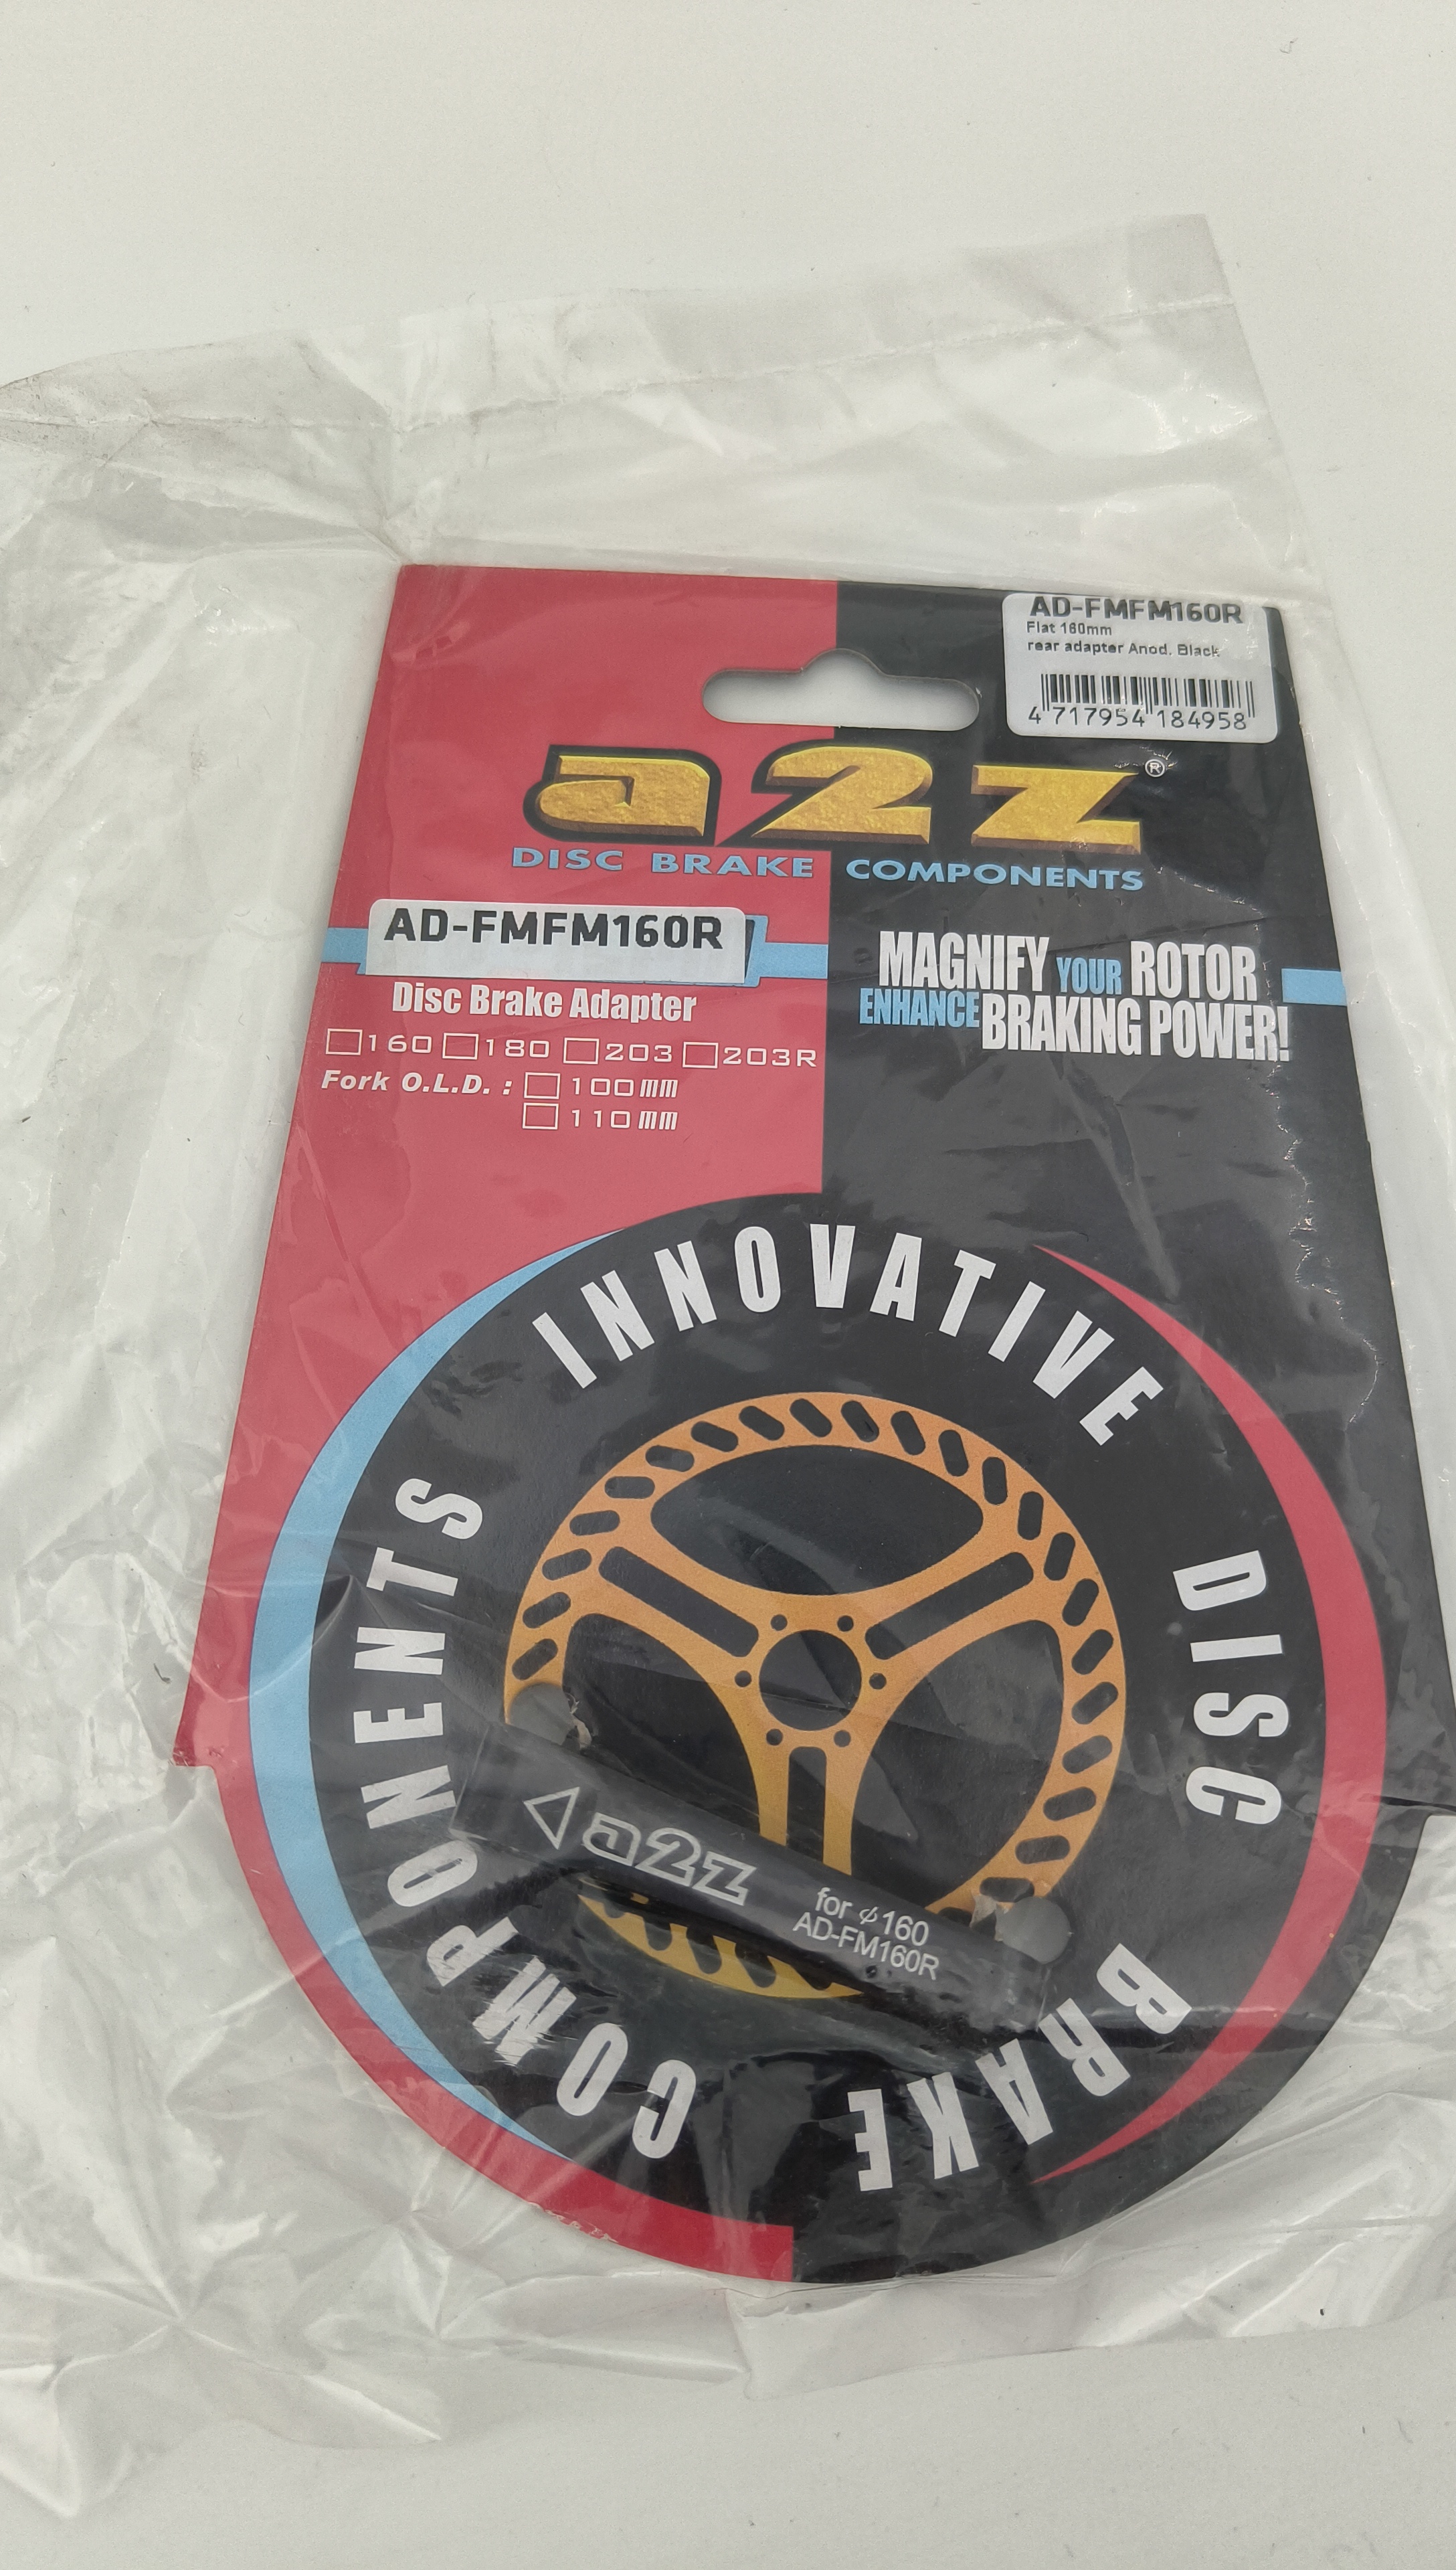 AD-FMFM160R
Flat 160mm
rear adapter Anod. Black
4 717954 184958
a2z®
DISC BRAKE COMPONENTS
AD-FMFM160R
Disc Brake Adapter
160 180 203 203R
Fork O.L.D. : 100mm
110mm
MAGNIFY YOUR ROTOR
ENHANCE BRAKING POWER!
INNOVATIVE DISC BRAKE COMPONENTS
a2z
for ⌀160
AD-FM160R